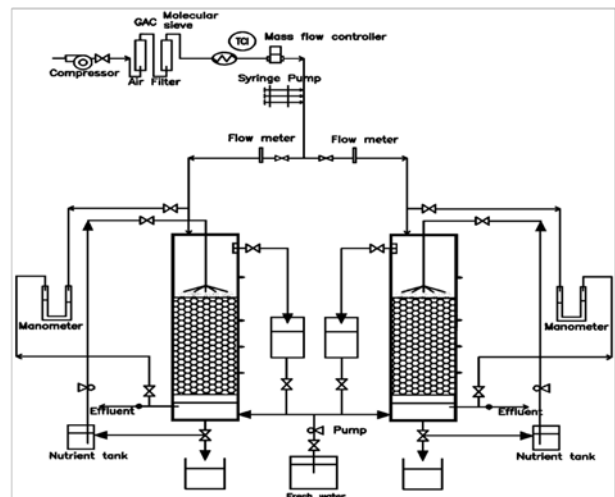 GAC
Molecular
sieve
TCI
Mass flow controller
Compressor
Air Filter
Syringe Pump
Flow meter
Flow meter
Manometer
Manometer
Effluent
Effluent
Pump
Nutrient tank
Nutrient tank
Fresh water